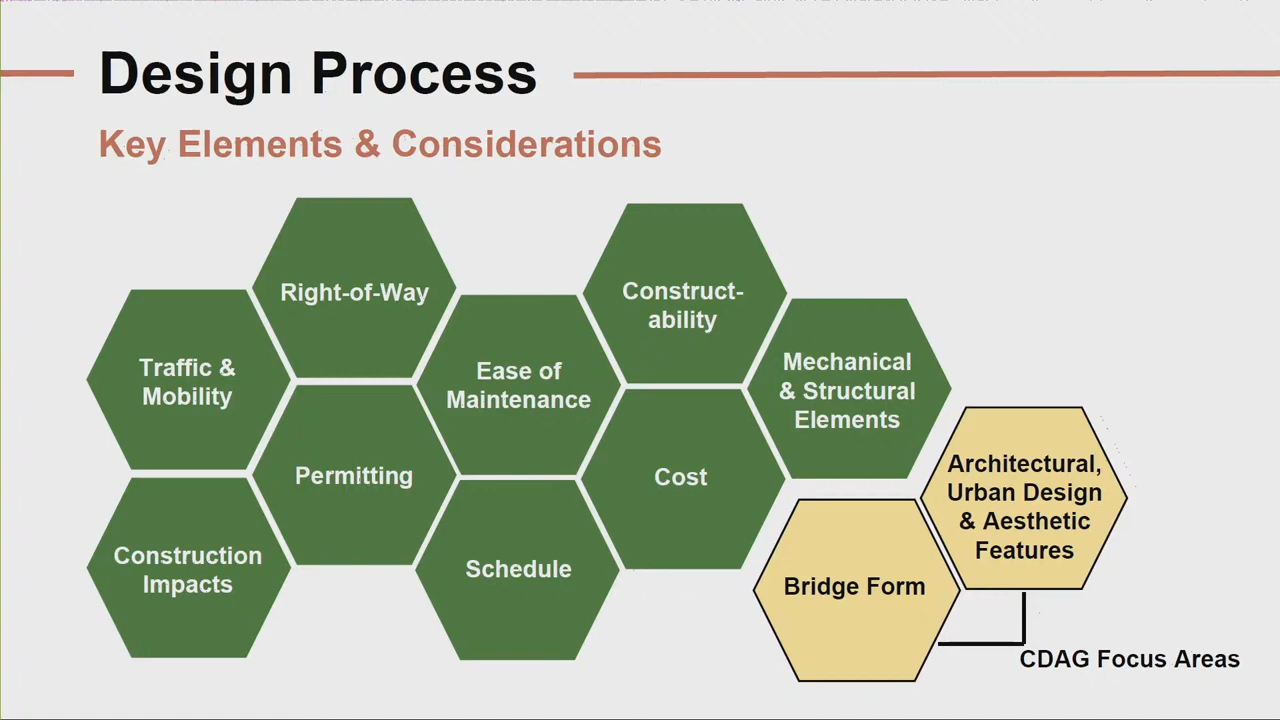 Design Process
Key Elements & Considerations
Right-of-Way
Construct-
ability
Traffic &
Mobility
Ease of
Maintenance
Mechanical
& Structural
Elements
Permitting
Cost
Architectural,
Urban Design
& Aesthetic
Features
Construction
Impacts
Schedule
Bridge Form
CDAG Focus Areas